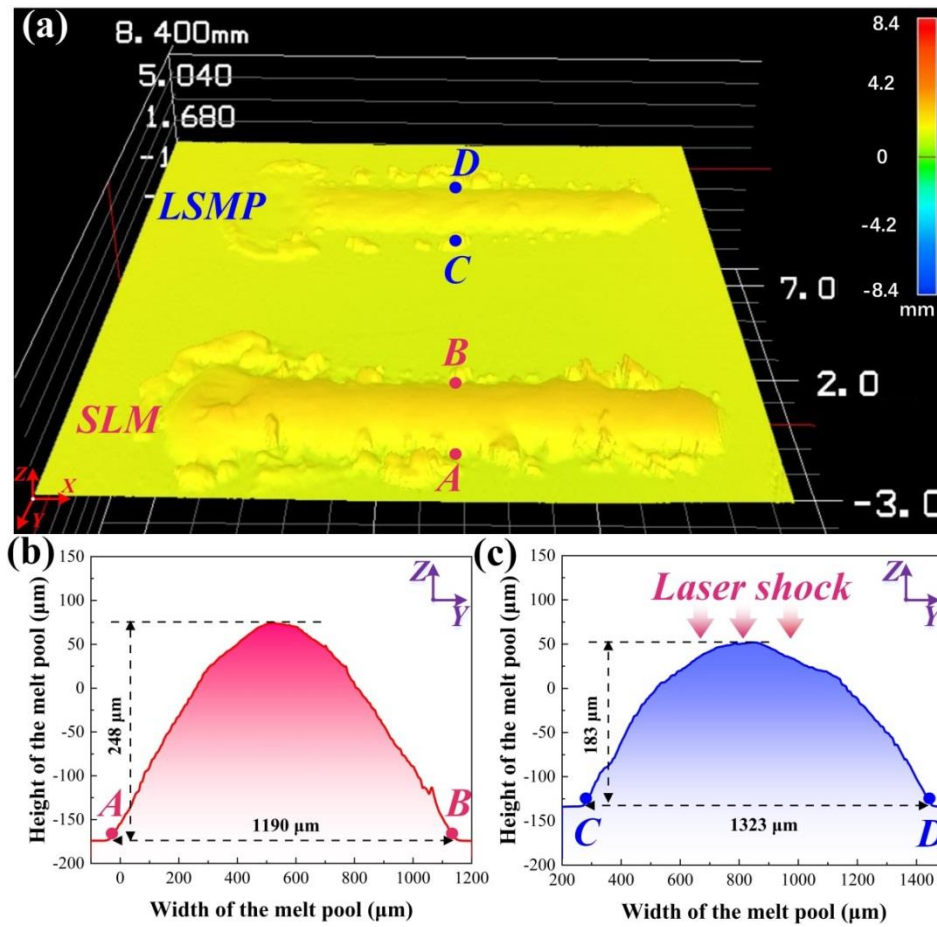 (a)
8.400mm
5.040
1.680
-1
LSMP
D
C
7.0
B
2.0
SLM
A
-3.0
Z
X
Y
8.4
4.2
0
-4.2
-8.4
mm
(b)
150
100
50
0
-50
-100
-150
-200
Height of the melt pool (μm)
248 μm
A
B
1190 μm
Z
Y
0
200
400
600
800
1000
1200
Width of the melt pool (μm)
(c)
150
100
50
0
-50
-100
-150
-200
Height of the melt pool (μm)
Laser shock
183 μm
C
D
1323 μm
Z
Y
200
400
600
800
1000
1200
1400
Width of the melt pool (μm)